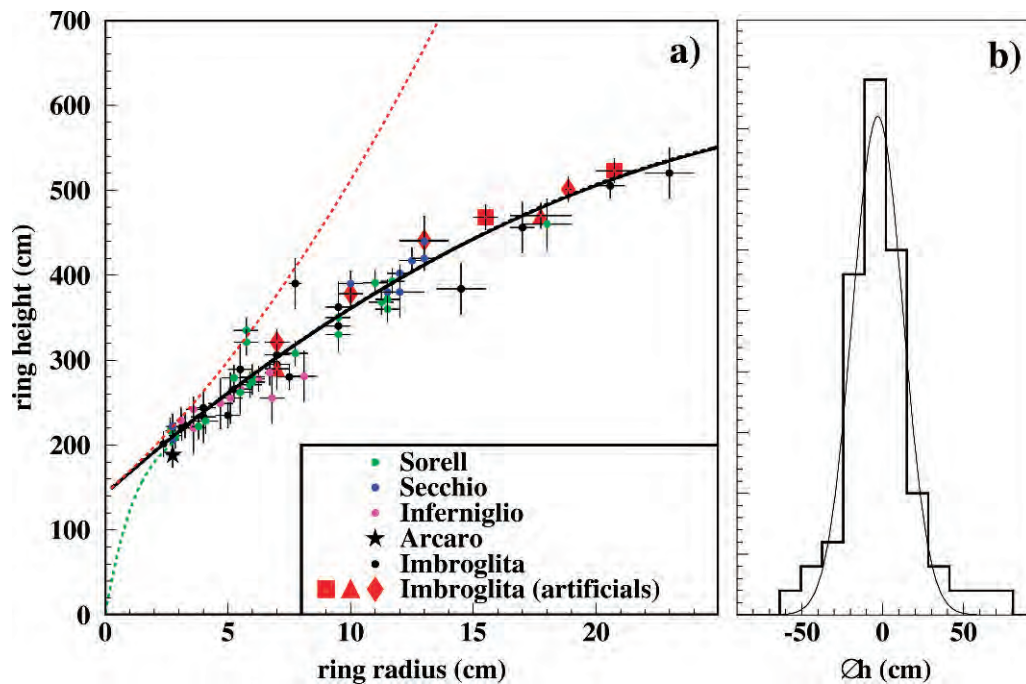 700
600
500
400
300
200
100
0
ring height (cm)
0
5
10
15
20
ring radius (cm)
a)
Sorell
Secchio
Inferniglio
Arcaro
Imbroglita
Imbroglita (artificials)
b)
-50
0
50
∅h (cm)